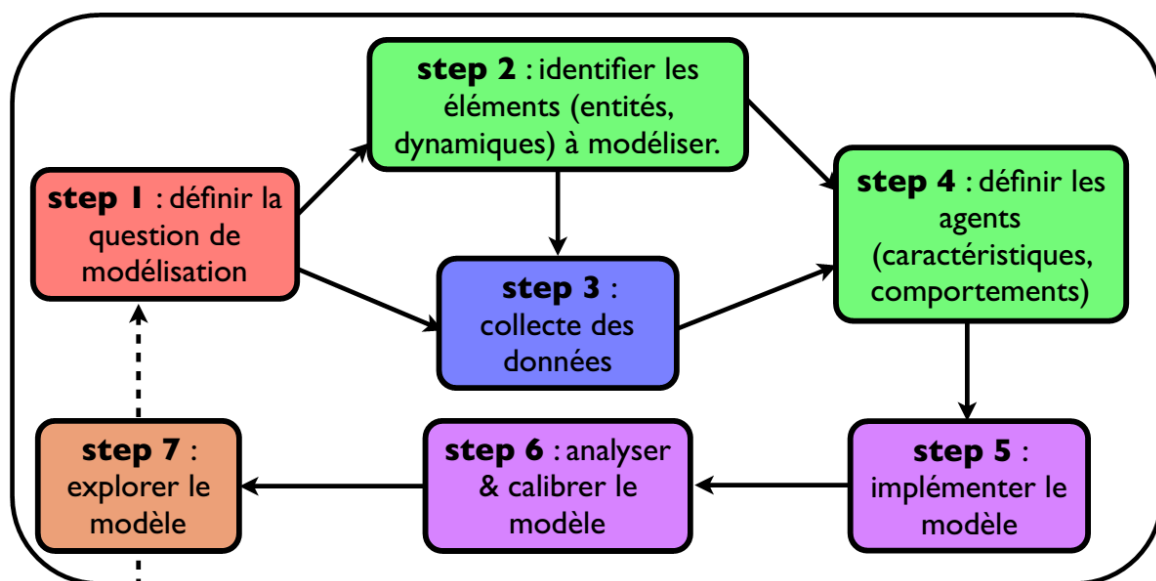 step 1 : définir la
question de
modélisation
step 2 : identifier les
éléments (entités,
dynamiques) à modéliser.
step 3 :
collecte des
données
step 4 : définir les
agents
(caractéristiques,
comportements)
step 5 :
implémenter le
modèle
step 6 : analyser
& calibrer le
modèle
step 7 :
explorer le
modèle